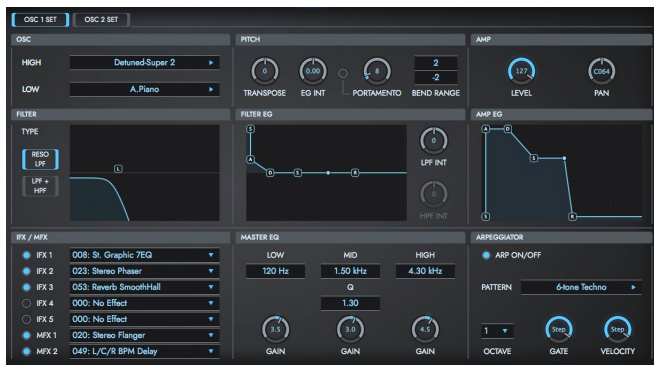 OSC 1 SET OSC 2 SET
OSC
HIGH Detuned-Super 2
LOW A.Piano
PITCH
0 0.00 8 2
-2
TRANSPOSE EG INT PORTAMENTO BEND RANGE
AMP
127 C064
LEVEL PAN
FILTER
TYPE
RESO
LPF
LPF +
HPF
L
FILTER EG
S
A
D S R
0
LPF INT
0
HPF INT
AMP EG
A D
S
S R
IFX / MFX
IFX 1 008: St. Graphic 7EQ
IFX 2 023: Stereo Phaser
IFX 3 053: Reverb SmoothHall
IFX 4 000: No Effect
IFX 5 000: No Effect
MFX 1 020: Stereo Flanger
MFX 2 049: L/C/R BPM Delay
MASTER EQ
LOW MID HIGH
120 Hz 1.50 kHz 4.30 kHz
Q
1.30
3.5 3.0 4.5
GAIN GAIN GAIN
ARPEGGIATOR
ARP ON/OFF
PATTERN 6-tone Techno
1 Step Step
OCTAVE GATE VELOCITY